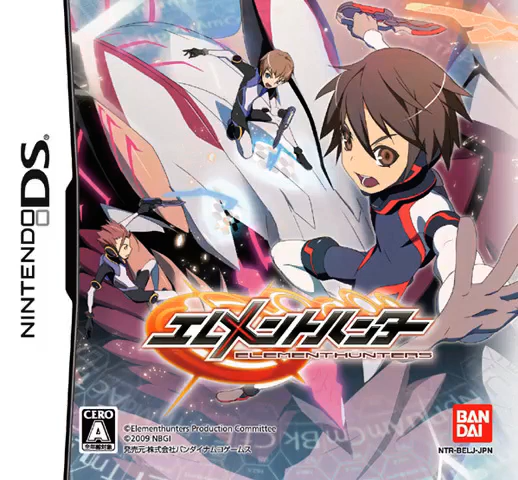 NINTENDO DS
エレメントハンター
ELEMENTHUNTERS
CERO
A
全年齢対象
©Elementhunters Production Committee
©2009 NBGI
発売元:株式会社バンダイナムコゲームス
BAN
DAI
NTR-BELJ-JPN